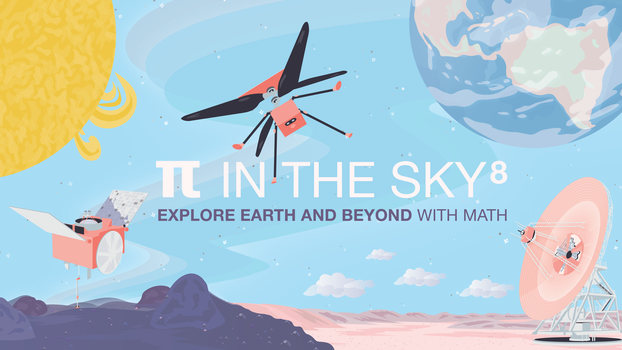 π IN THE SKY⁸
EXPLORE EARTH AND BEYOND WITH MATH